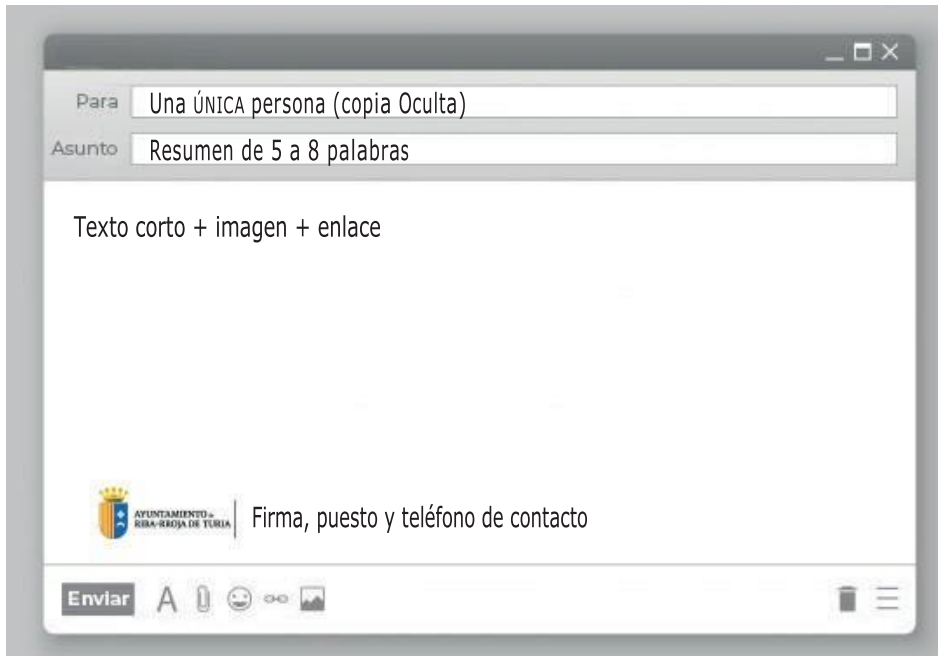 Para Una ÚNICA persona (copia Oculta)
Asunto Resumen de 5 a 8 palabras
Texto corto + imagen + enlace
AYUNTAMIENTO DE
RIBA-RROJA DE TURIA
Firma, puesto y teléfono de contacto
Enviar A